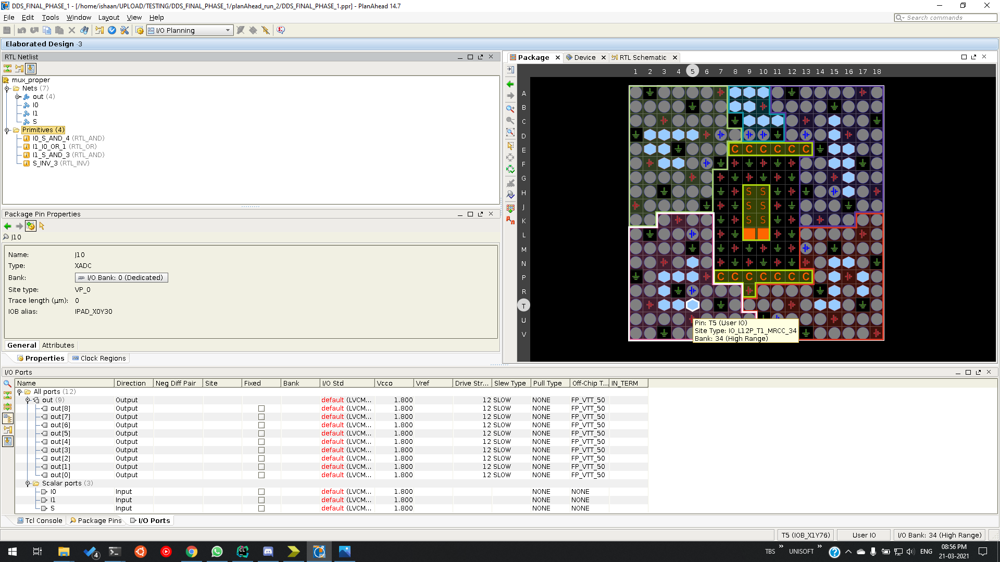 DDS_FINAL_PHASE_1 - [/home/ishaan/UPLOAD/TESTING/DDS_FINAL_PHASE_1/planAhead_run_2/DDS_FINAL_PHASE_1.ppr] - PlanAhead 14.7
File Edit Tools Window Layout View Help
Search commands
I/O Planning
Elaborated Design -3
RTL Netlist
mux_proper
Nets (7)
out (4)
I0
I1
S
Primitives (4)
I0_S_AND_4 (RTL_AND)
I1_I0_OR_1 (RTL_OR)
I1_S_AND_3 (RTL_AND)
S_INV_3 (RTL_INV)
Package Pin Properties
J10
Name: J10
Type: XADC
Bank: I/O Bank: 0 (Dedicated)
Site type: VP_0
Trace length (µm): 0
IOB alias: IPAD_X0Y30
General Attributes
Properties Clock Regions
Package Device RTL Schematic
1 2 3 4 5 6 7 8 9 10 11 12 13 14 15 16 17 18
A
B
C
D
E C C C C C C
F
G
H S S
J S S
K S S
L
M
N
P C C C C C C C
R
T
U
V
Pin: T5 (User IO)
Site Type: IO_L12P_T1_MRCC_34
Bank: 34 (High Range)
I/O Ports
Name Direction Neg Diff Pair Site Fixed Bank I/O Std Vcco Vref Drive Str... Slew Type Pull Type Off-Chip T... IN_TERM
All ports (12)
out (9) Output default (LVCM... 1.800 12 SLOW NONE FP_VTT_50
out[8] Output default (LVCM... 1.800 12 SLOW NONE FP_VTT_50
out[7] Output default (LVCM... 1.800 12 SLOW NONE FP_VTT_50
out[6] Output default (LVCM... 1.800 12 SLOW NONE FP_VTT_50
out[5] Output default (LVCM... 1.800 12 SLOW NONE FP_VTT_50
out[4] Output default (LVCM... 1.800 12 SLOW NONE FP_VTT_50
out[3] Output default (LVCM... 1.800 12 SLOW NONE FP_VTT_50
out[2] Output default (LVCM... 1.800 12 SLOW NONE FP_VTT_50
out[1] Output default (LVCM... 1.800 12 SLOW NONE FP_VTT_50
out[0] Output default (LVCM... 1.800 12 SLOW NONE FP_VTT_50
Scalar ports (3)
I0 Input default (LVCM... 1.800 NONE NONE
I1 Input default (LVCM... 1.800 NONE NONE
S Input default (LVCM... 1.800 NONE NONE
Tcl Console Package Pins I/O Ports
T5 (IOB_X1Y76) User IO I/O Bank: 34 (High Range)
4
TBS » UNISOFT » ENG 08:56 PM
21-03-2021